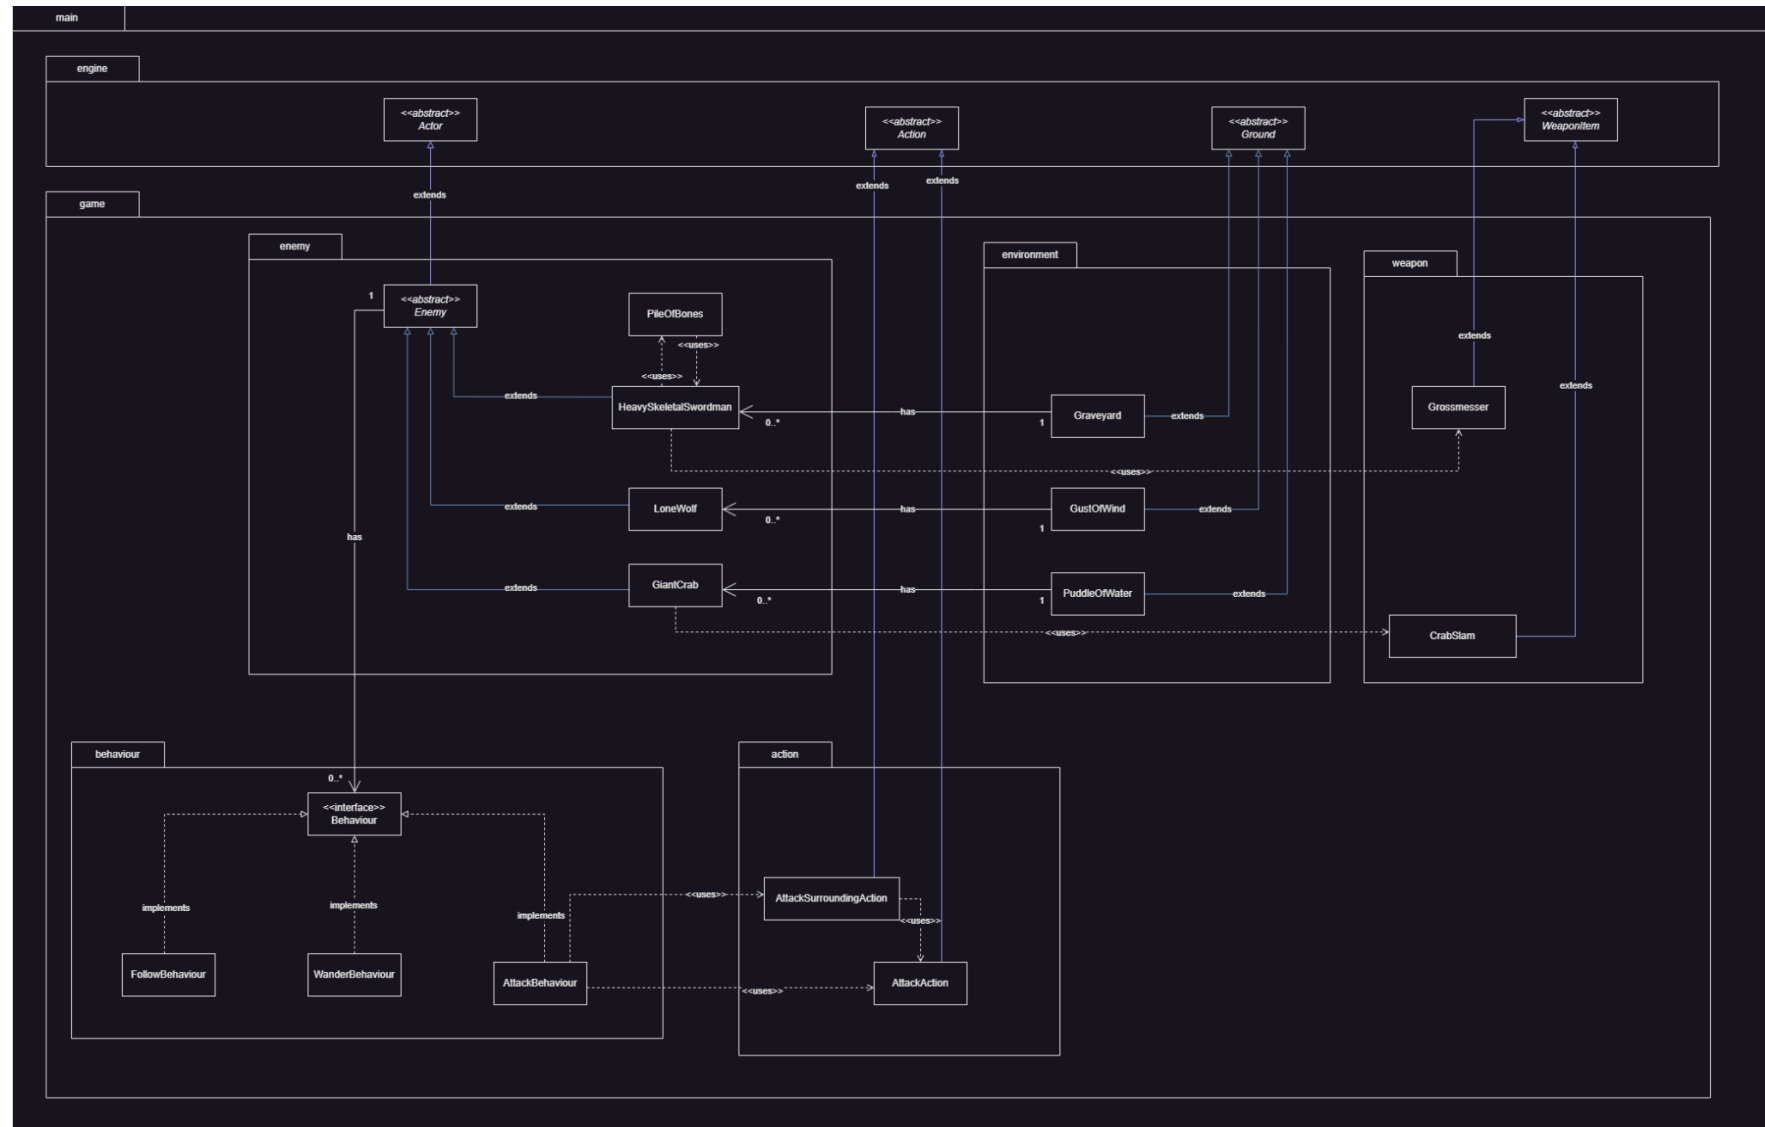 main
engine
<<abstract>>
Actor
<<abstract>>
Action
<<abstract>>
Ground
<<abstract>>
WeaponItem
extends
extends
extends
game
enemy
environment
weapon
1
<<abstract>>
Enemy
PileOfBones
<<uses>>
<<uses>>
extends
extends
HeavySkeletalSwordman
0..*
has
1
Graveyard
extends
Grossmesser
extends
<<uses>>
extends
LoneWolf
0..*
has
1
GustOfWind
extends
has
extends
GiantCrab
0..*
has
1
PuddleOfWater
extends
<<uses>>
CrabSlam
behaviour
action
0..*
<<interface>>
Behaviour
implements
implements
implements
<<uses>>
AttackSurroundingAction
<<uses>>
FollowBehaviour
WanderBehaviour
AttackBehaviour
<<uses>>
AttackAction